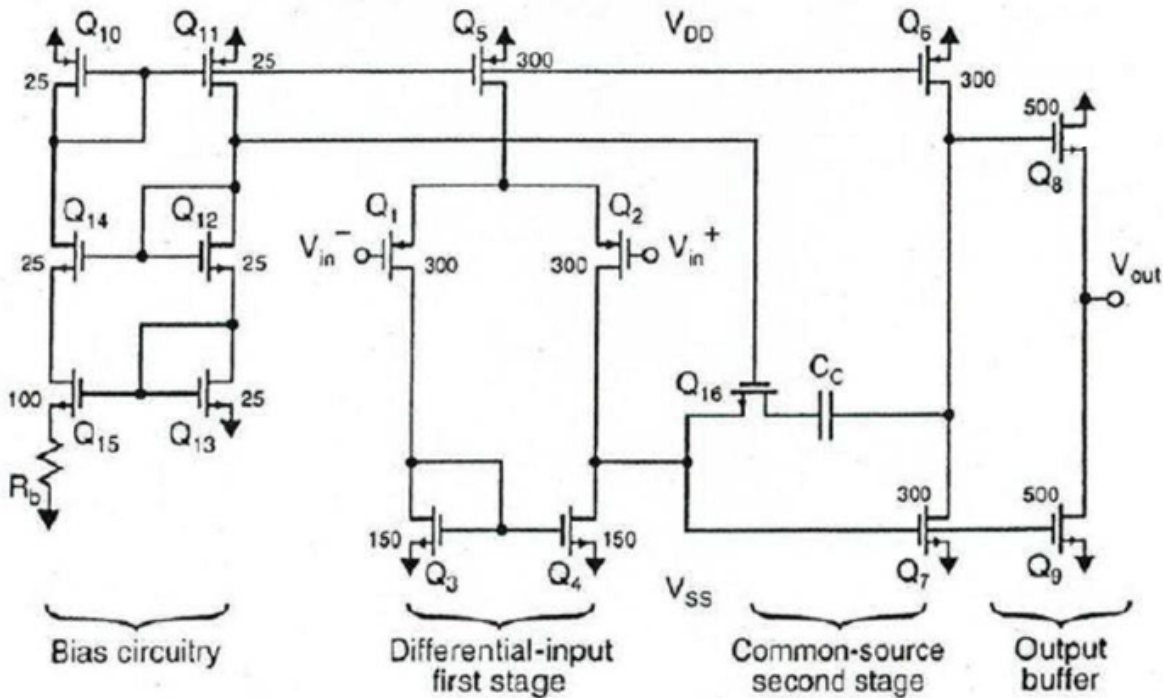 Q10 Q11 Q5 VDD Q6
25 25 300 300
500
Q8
Q14 Q12 Q1 Q2
Vin− Vin+
25 25 300 300
Vout
Q16 CC
100 25
Q15 Q13
Rb
300 500
150 150
Q3 Q4 Q7 Q9
VSS
Bias circuitry
Differential-input
first stage
Common-source
second stage
Output
buffer